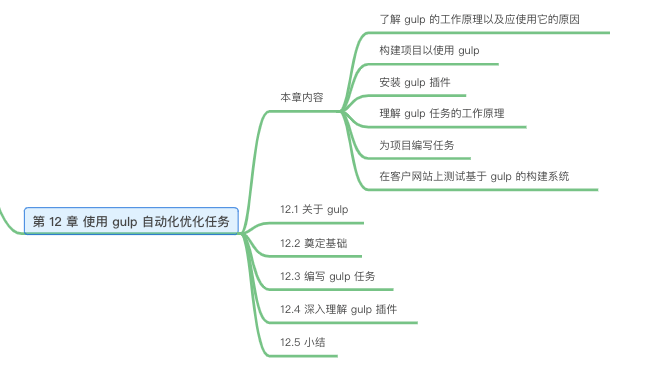 了解 gulp 的工作原理以及应使用它的原因
构建项目以使用 gulp
安装 gulp 插件
本章内容
理解 gulp 任务的工作原理
为项目编写任务
在客户网站上测试基于 gulp 的构建系统
第 12 章 使用 gulp 自动化优化任务
12.1 关于 gulp
12.2 奠定基础
12.3 编写 gulp 任务
12.4 深入理解 gulp 插件
12.5 小结